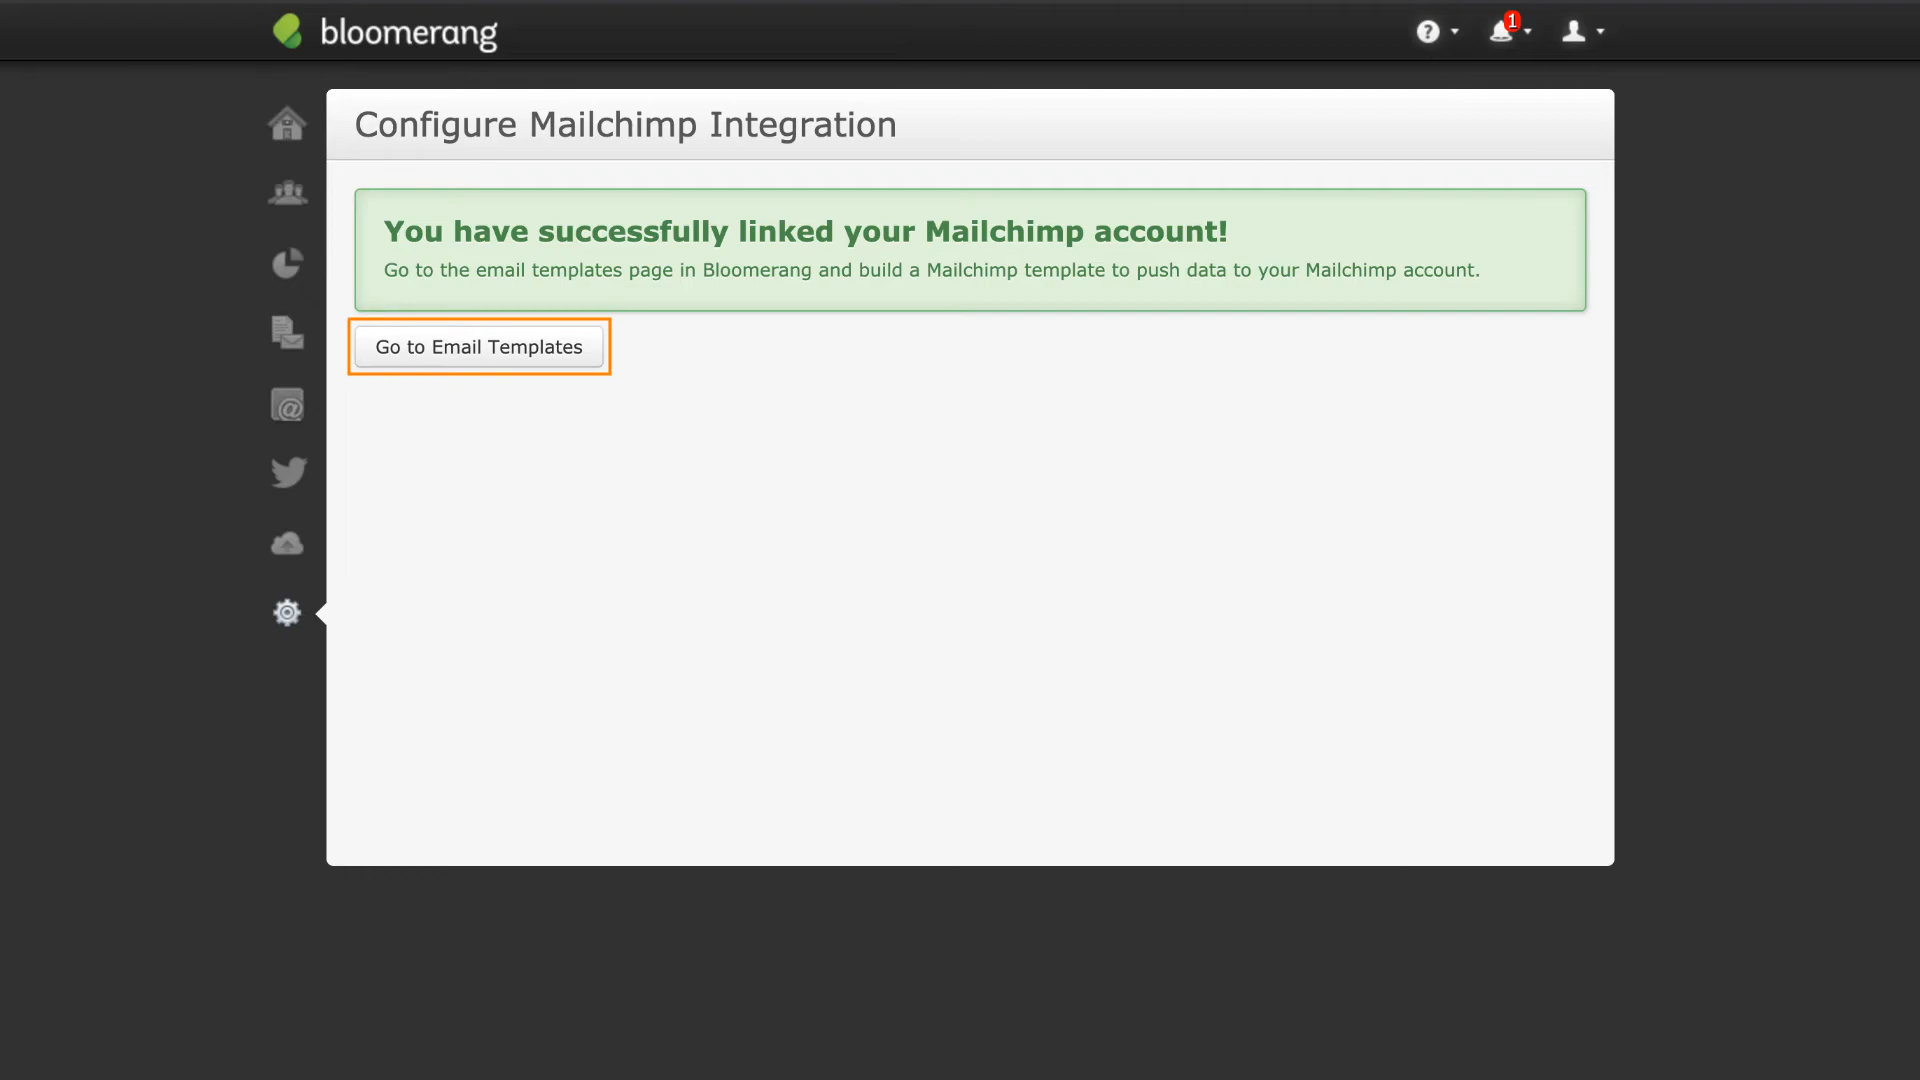 bloomerang
1
Configure Mailchimp Integration
You have successfully linked your Mailchimp account!
Go to the email templates page in Bloomerang and build a Mailchimp template to push data to your Mailchimp account.
Go to Email Templates